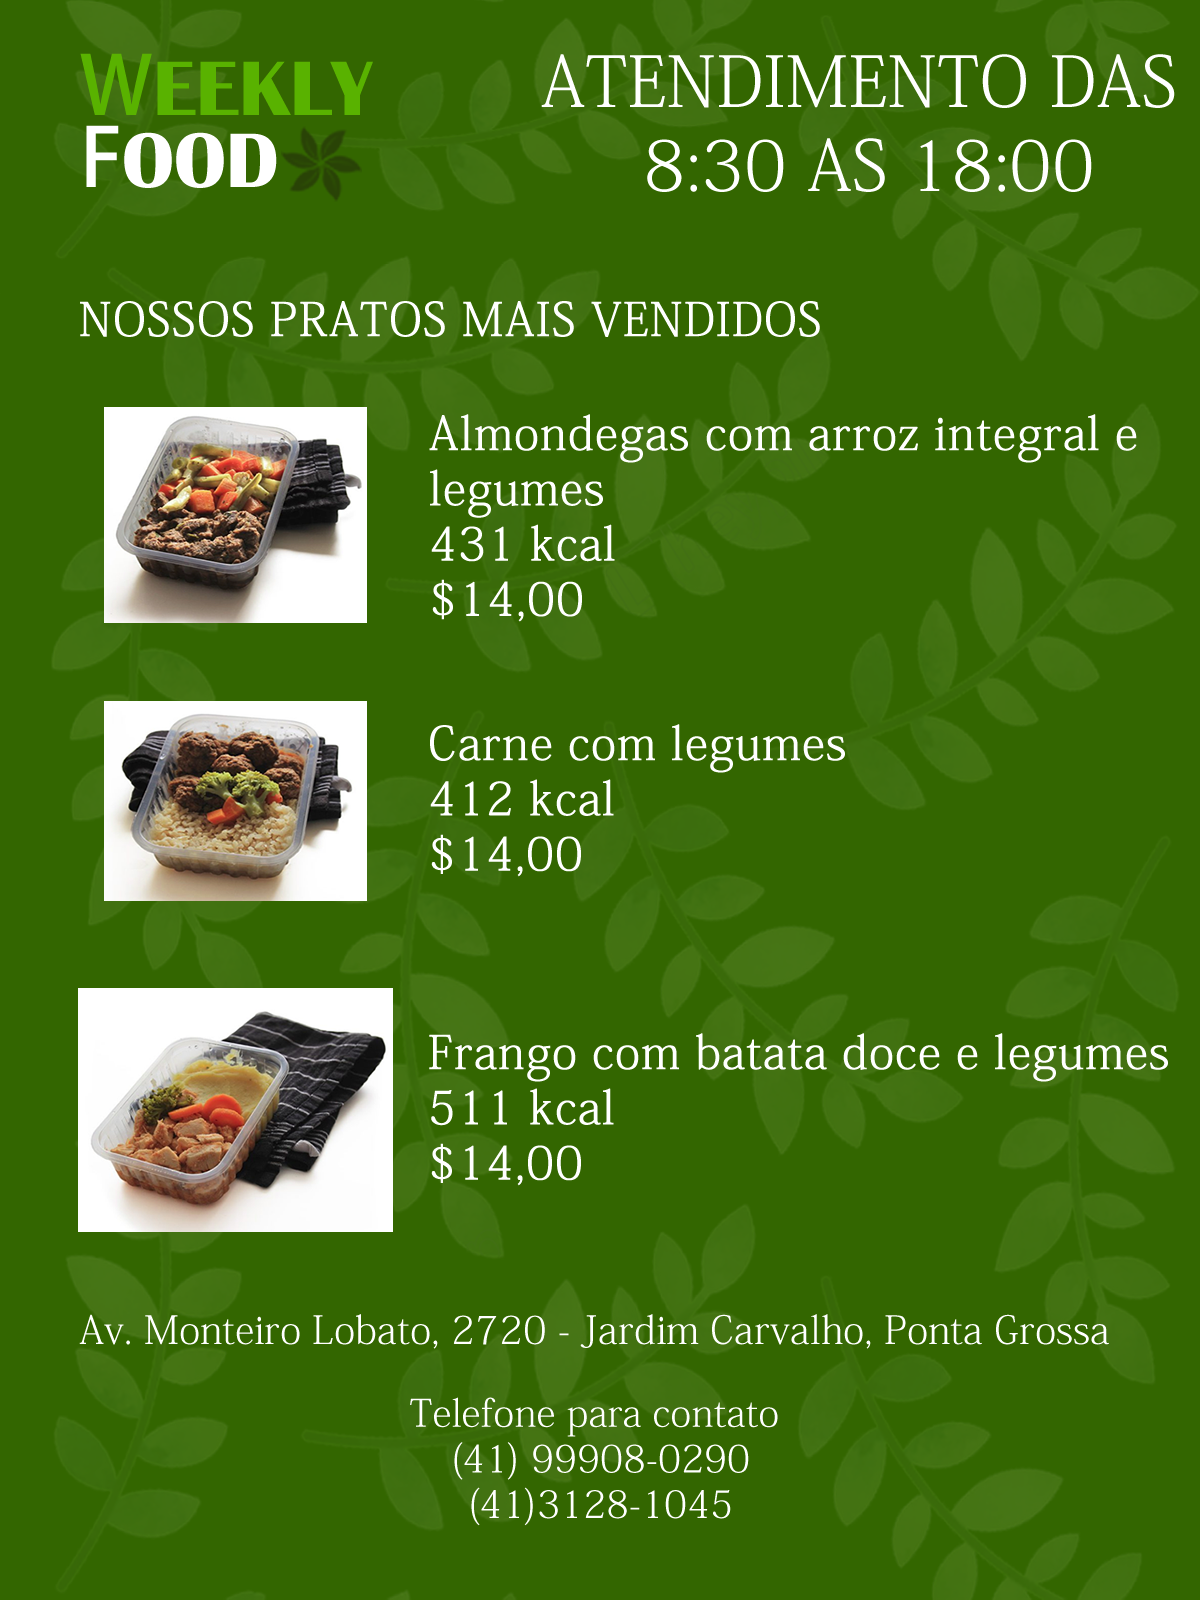 WEEKLY
FOOD
ATENDIMENTO DAS
8:30 AS 18:00
NOSSOS PRATOS MAIS VENDIDOS
Almondegas com arroz integral e
legumes
431 kcal
$14,00
Carne com legumes
412 kcal
$14,00
Frango com batata doce e legumes
511 kcal
$14,00
Av. Monteiro Lobato, 2720 - Jardim Carvalho, Ponta Grossa
Telefone para contato
(41) 99908-0290
(41)3128-1045